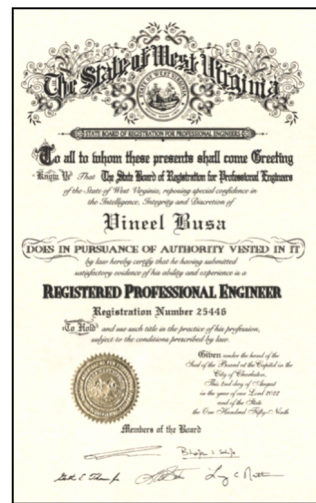 The State of West Virginia
STATE BOARD OF REGISTRATION FOR PROFESSIONAL ENGINEERS
To all to whom these presents shall come Greeting
Know Ye That The State Board of Registration for Professional Engineers
of the State of West Virginia, reposing special confidence in
the Intelligence, Integrity and Discretion of
Vineel Busa
DOES IN PURSUANCE OF AUTHORITY VESTED IN IT
by law hereby certify that he having submitted
satisfactory evidence of his ability and experience is a
REGISTERED PROFESSIONAL ENGINEER
Registration Number 25446
To Hold and use such title in the practice of his profession,
subject to the conditions prescribed by law.
Given under the hand of the
Seal of the Board at the Capitol in the
City of Charleston,
This 2nd day of August
in the year of our Lord 2022
and of the State
the One Hundred Fifty-Ninth
Members of the Board